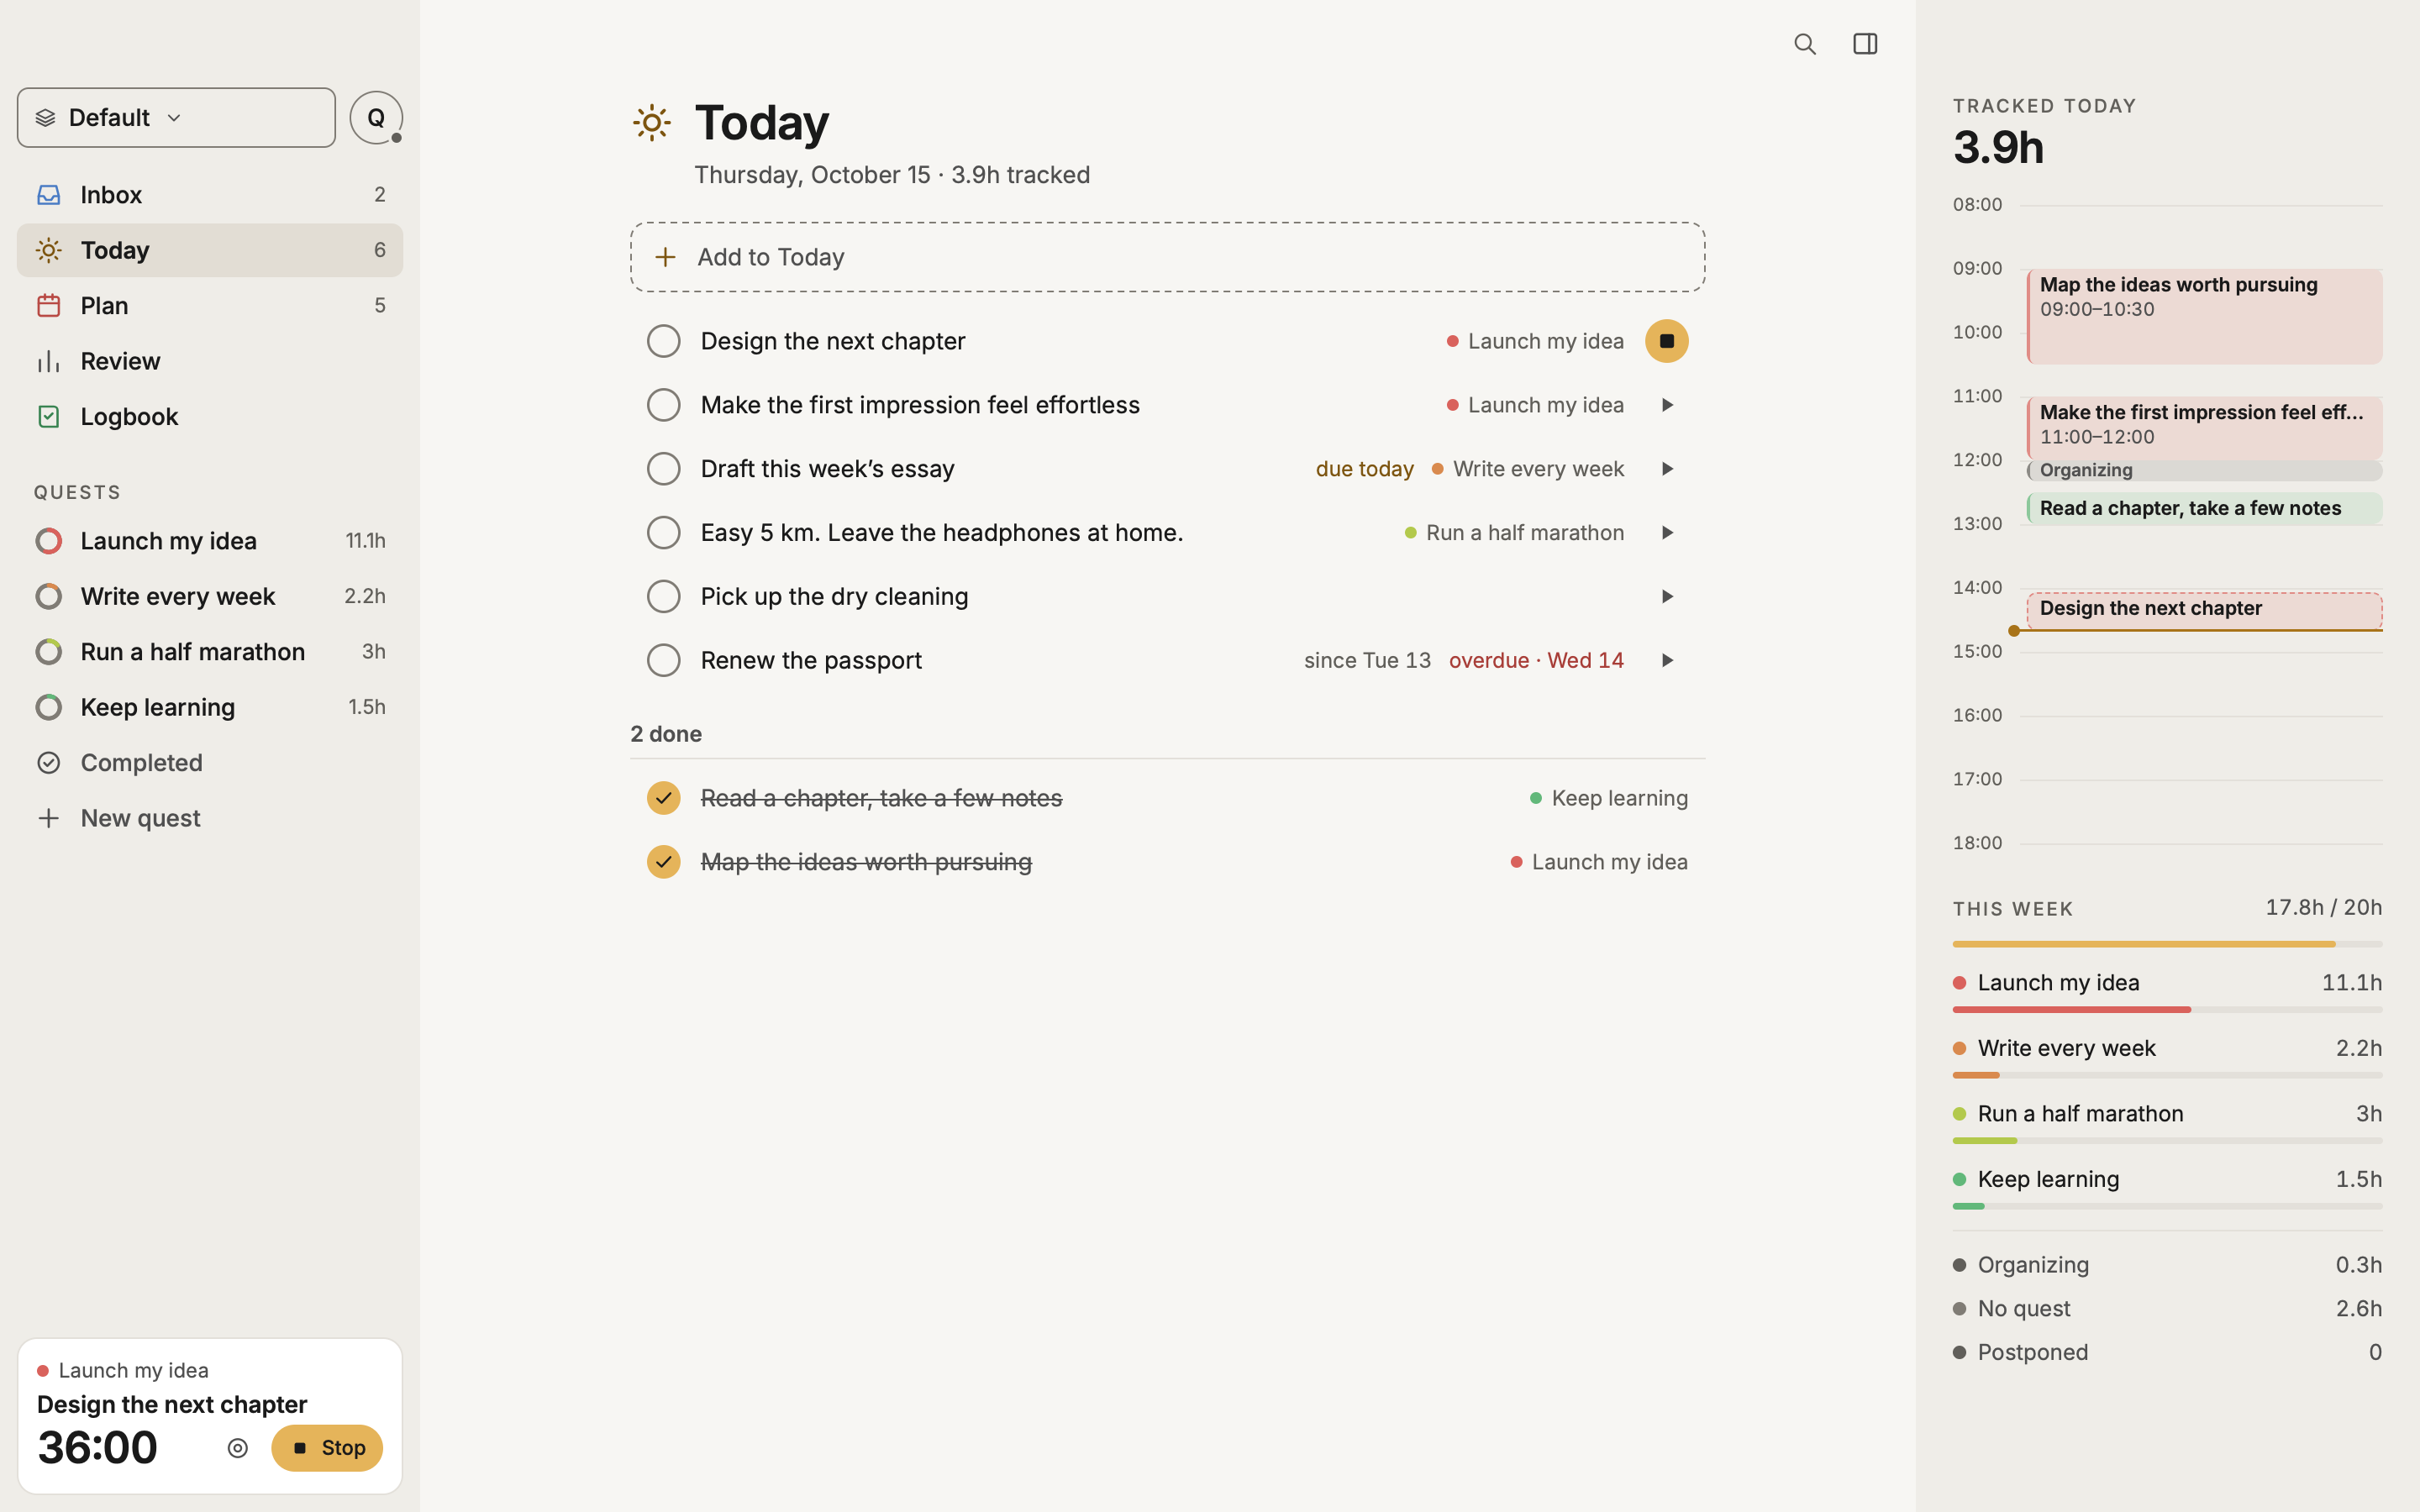 Default
Q
Inbox 2
Today 6
Plan 5
Review
Logbook
QUESTS
Launch my idea 11.1h
Write every week 2.2h
Run a half marathon 3h
Keep learning 1.5h
Completed
New quest
Launch my idea
Design the next chapter
36:00 Stop
Today
Thursday, October 15 · 3.9h tracked
Add to Today
Design the next chapter Launch my idea
Make the first impression feel effortless Launch my idea
Draft this week’s essay due today Write every week
Easy 5 km. Leave the headphones at home. Run a half marathon
Pick up the dry cleaning
Renew the passport since Tue 13 overdue · Wed 14
2 done
Read a chapter, take a few notes Keep learning
Map the ideas worth pursuing Launch my idea
TRACKED TODAY
3.9h
08:00
09:00
Map the ideas worth pursuing
09:00–10:30
10:00
11:00
Make the first impression feel eff...
11:00–12:00
12:00
Organizing
Read a chapter, take a few notes
13:00
14:00
Design the next chapter
15:00
16:00
17:00
18:00
THIS WEEK 17.8h / 20h
Launch my idea 11.1h
Write every week 2.2h
Run a half marathon 3h
Keep learning 1.5h
Organizing 0.3h
No quest 2.6h
Postponed 0